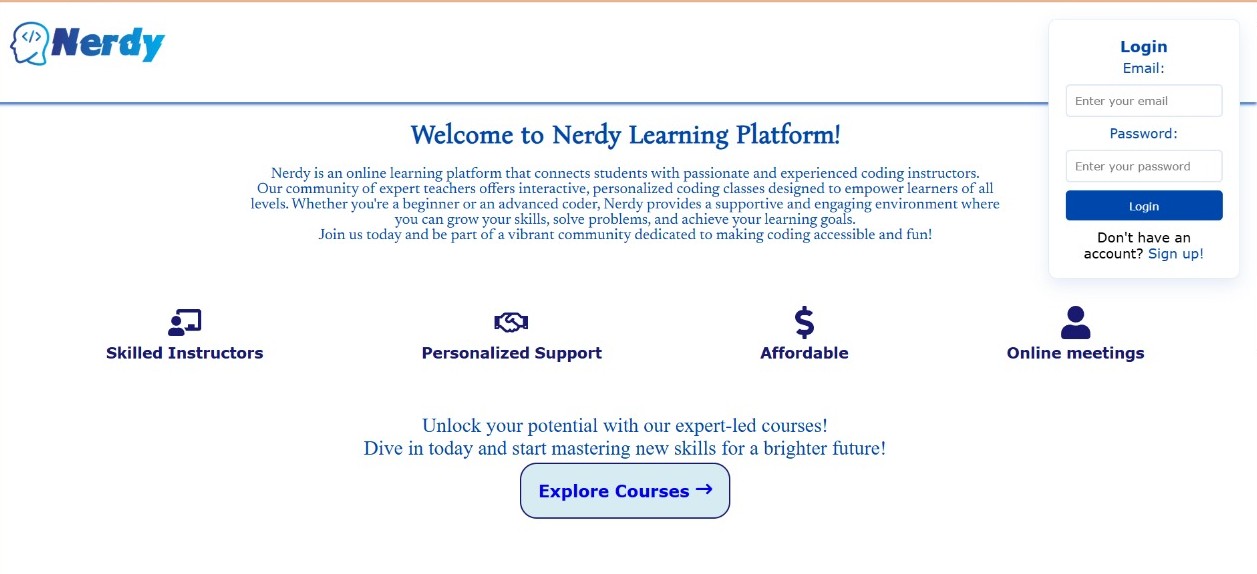 </> Nerdy
Login
Email:
Enter your email
Password:
Enter your password
Login
Don't have an
account? Sign up!
Welcome to Nerdy Learning Platform!
Nerdy is an online learning platform that connects students with passionate and experienced coding instructors.
Our community of expert teachers offers interactive, personalized coding classes designed to empower learners of all
levels. Whether you're a beginner or an advanced coder, Nerdy provides a supportive and engaging environment where
you can grow your skills, solve problems, and achieve your learning goals.
Join us today and be part of a vibrant community dedicated to making coding accessible and fun!
Skilled Instructors
Personalized Support
$
Affordable
Online meetings
Unlock your potential with our expert-led courses!
Dive in today and start mastering new skills for a brighter future!
Explore Courses →